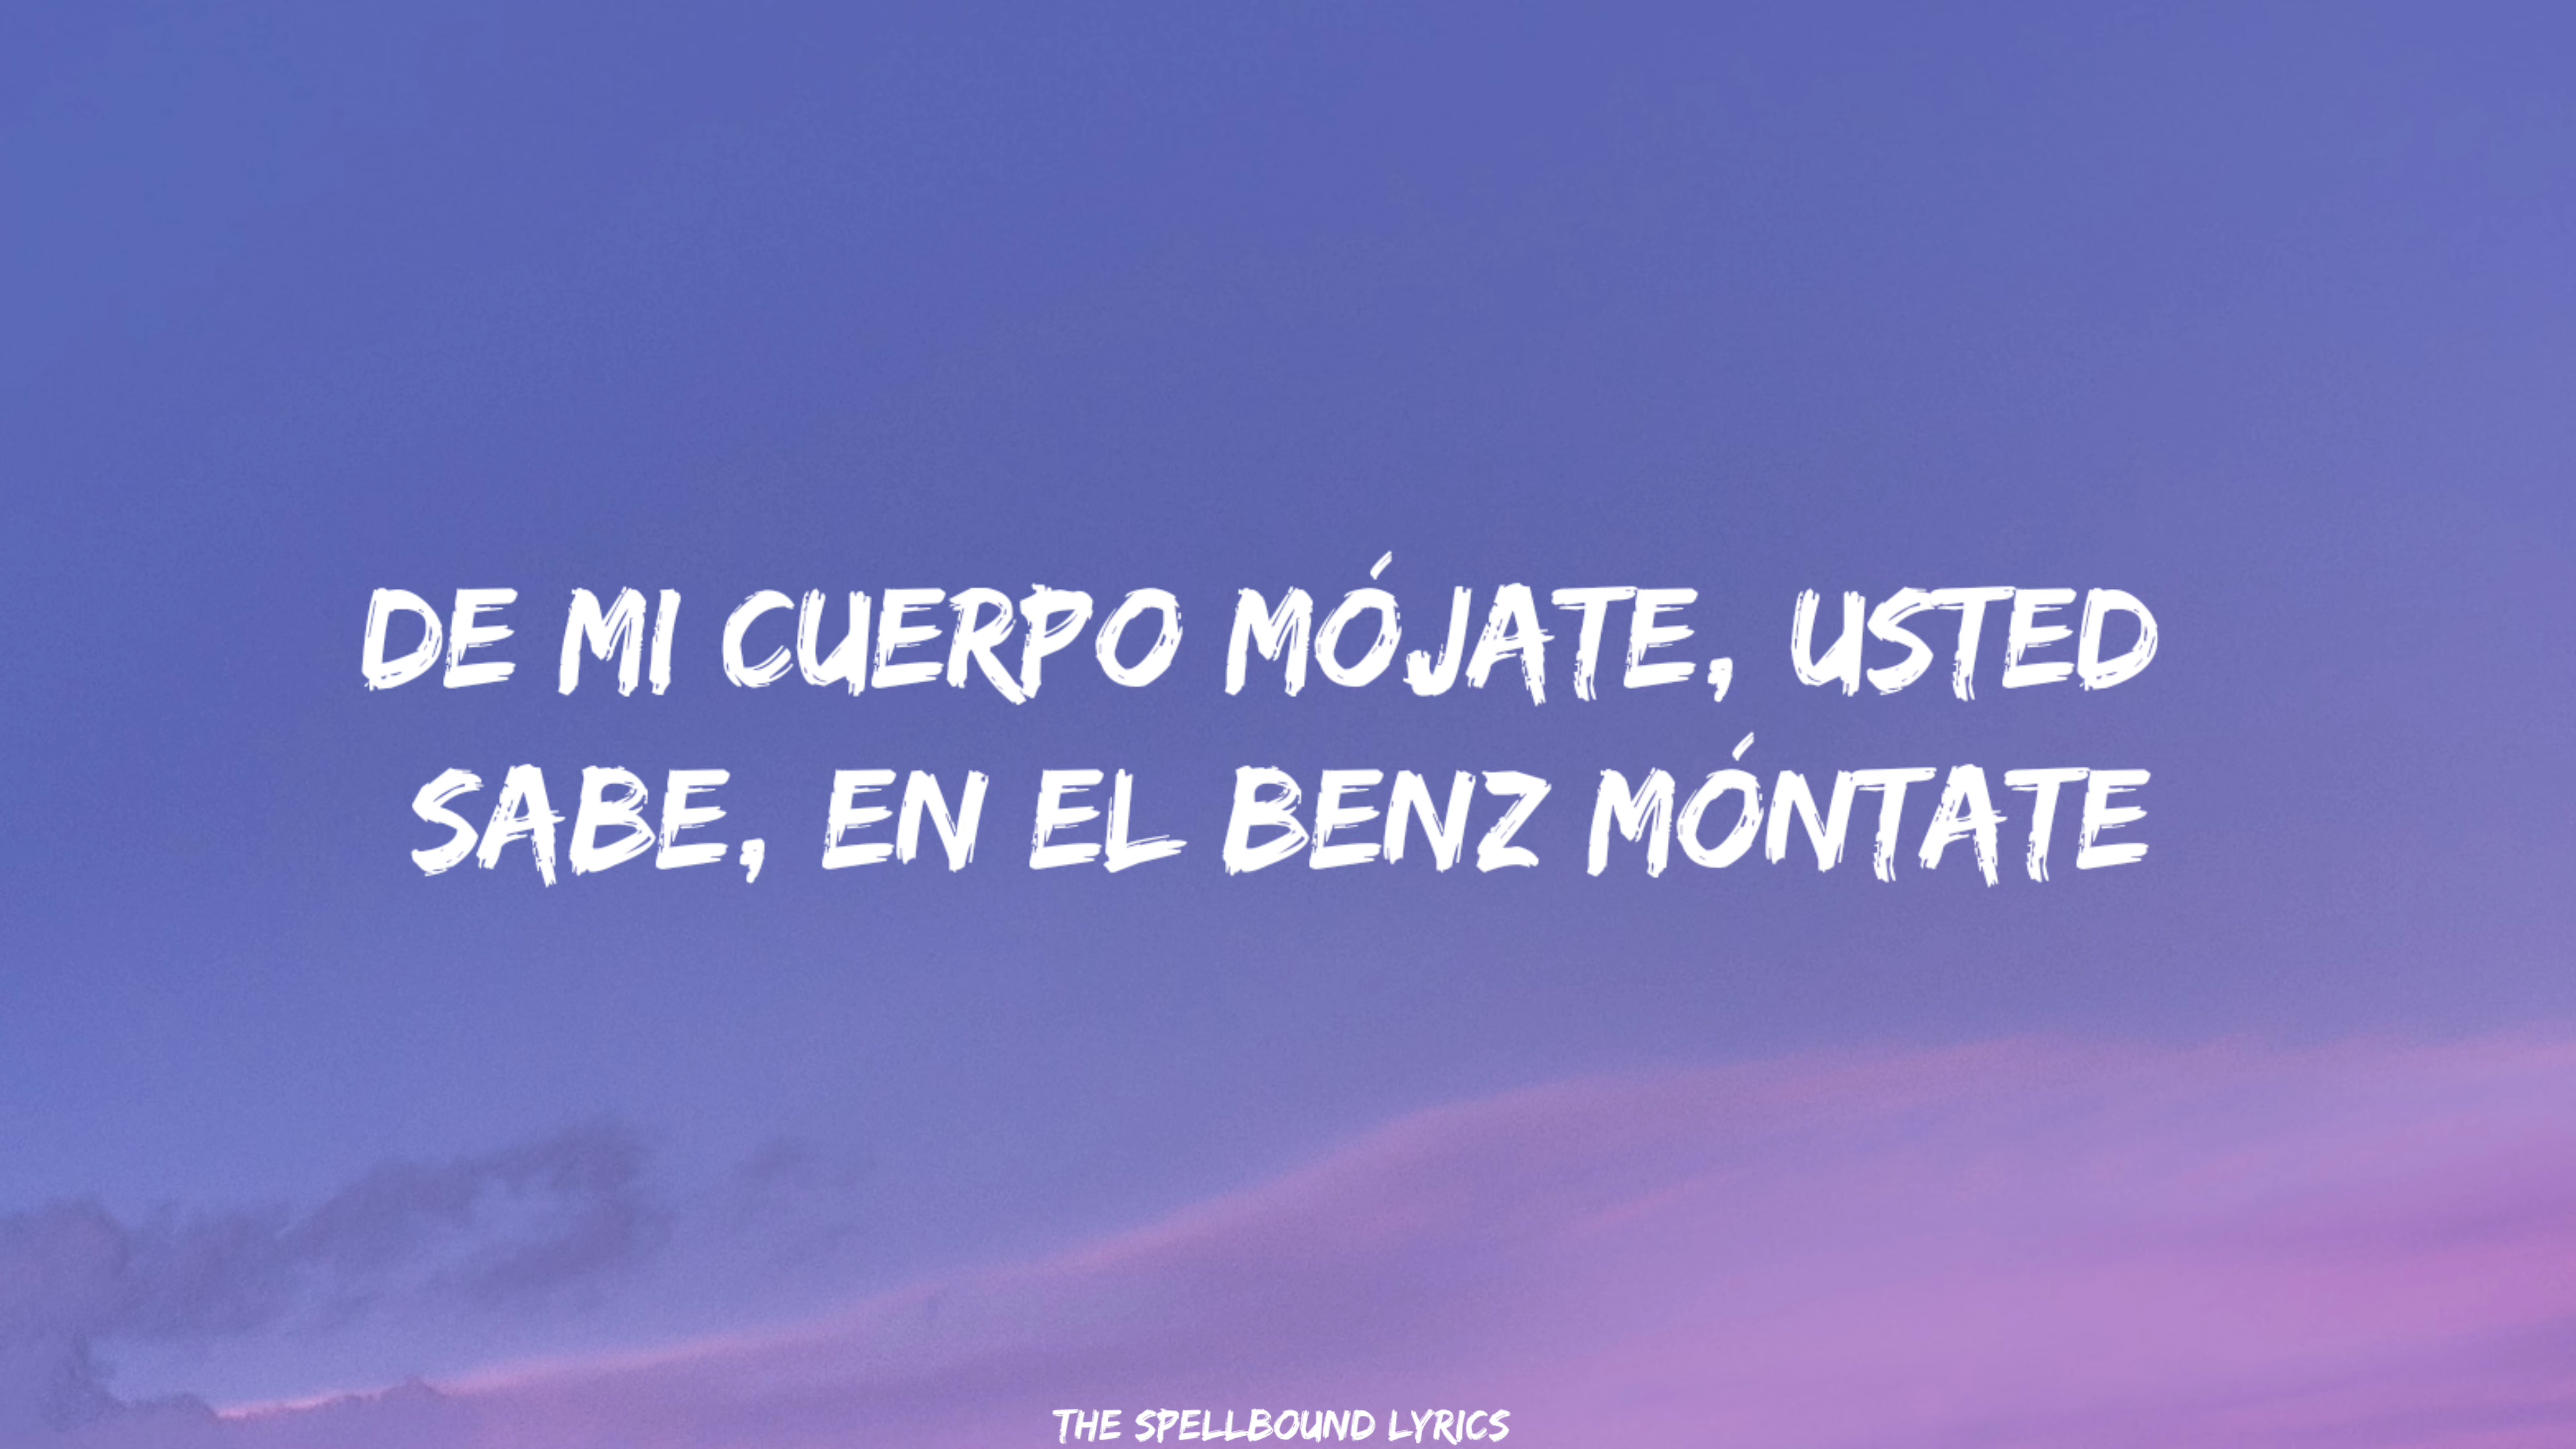 DE MI CUERPO MÓJATE, USTED
SABE, EN EL BENZ MÓNTATE
THE SPELLBOUND LYRICS